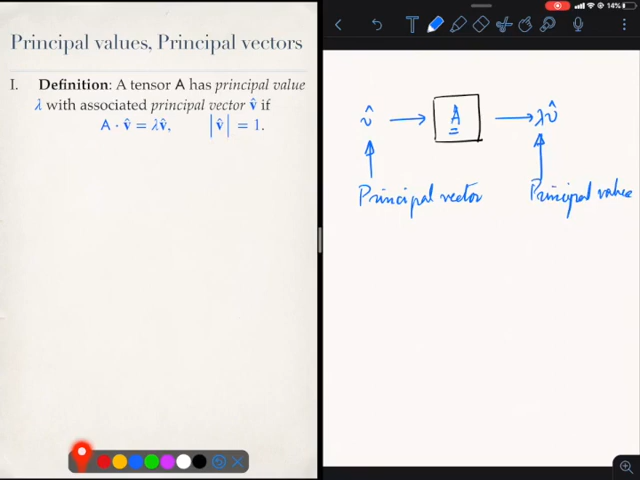 14%
Principal values, Principal vectors
I. Definition: A tensor A has principal value
λ with associated principal vector v̂ if
A · v̂ = λv̂, |v̂| = 1.
v̂ → A → λv̂
Principal vector Principal value